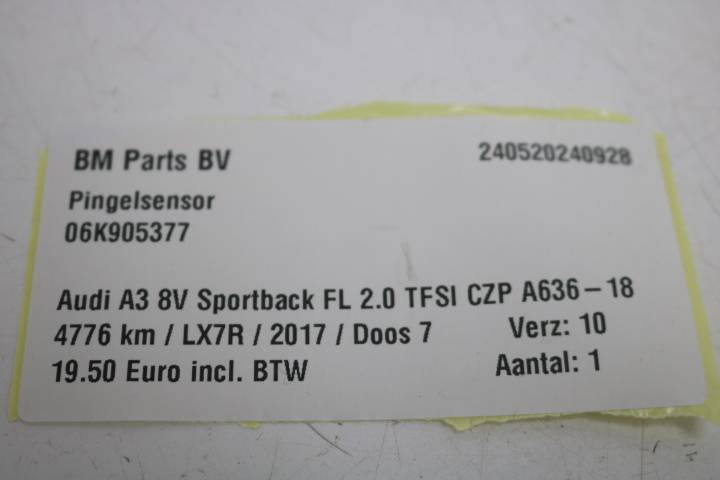 BM Parts BV 240520240928
Pingelsensor
06K905377
Audi A3 8V Sportback FL 2.0 TFSI CZP A636-18
4776 km / LX7R / 2017 / Doos 7 Verz: 10
19.50 Euro incl. BTW Aantal: 1